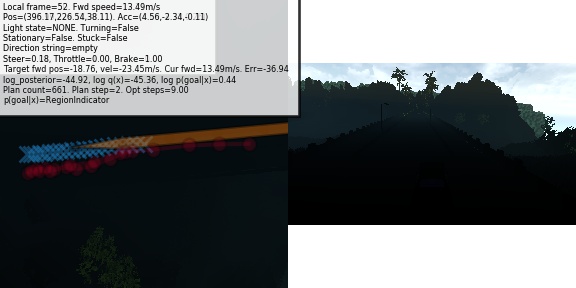 Local frame=52. Fwd speed=13.49m/s
Pos=(396.17,226.54,38.11). Acc=(4.56,-2.34,-0.11)
Light state=NONE. Turning=False
Stationary=False. Stuck=False
Direction string=empty
Steer=0.18, Throttle=0.00, Brake=1.00
Target fwd pos=-18.76, vel=-23.45m/s. Cur fwd=13.49m/s. Err=-36.94
log_posterior=-44.92, log q(x)=-45.36, log p(goal|x)=0.44
Plan count=661. Plan step=2. Opt steps=9.00
p(goal|x)=RegionIndicator